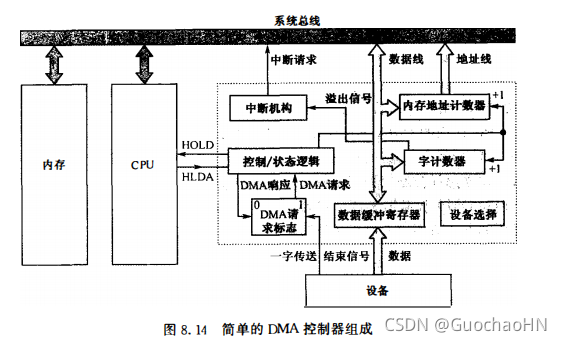 系统总线
中断请求
数据线
地址线
溢出信号
中断机构
内存地址计数器
+1
内存
CPU
HOLD
HLDA
控制/状态逻辑
字计数器
+1
DMA响应
DMA请求
0
1
DMA请
求标志
数据缓冲寄存器
设备选择
一字传送
结束信号
数据
设备
图 8.14 简单的 DMA 控制器组成
CSDN @GuochaoHN